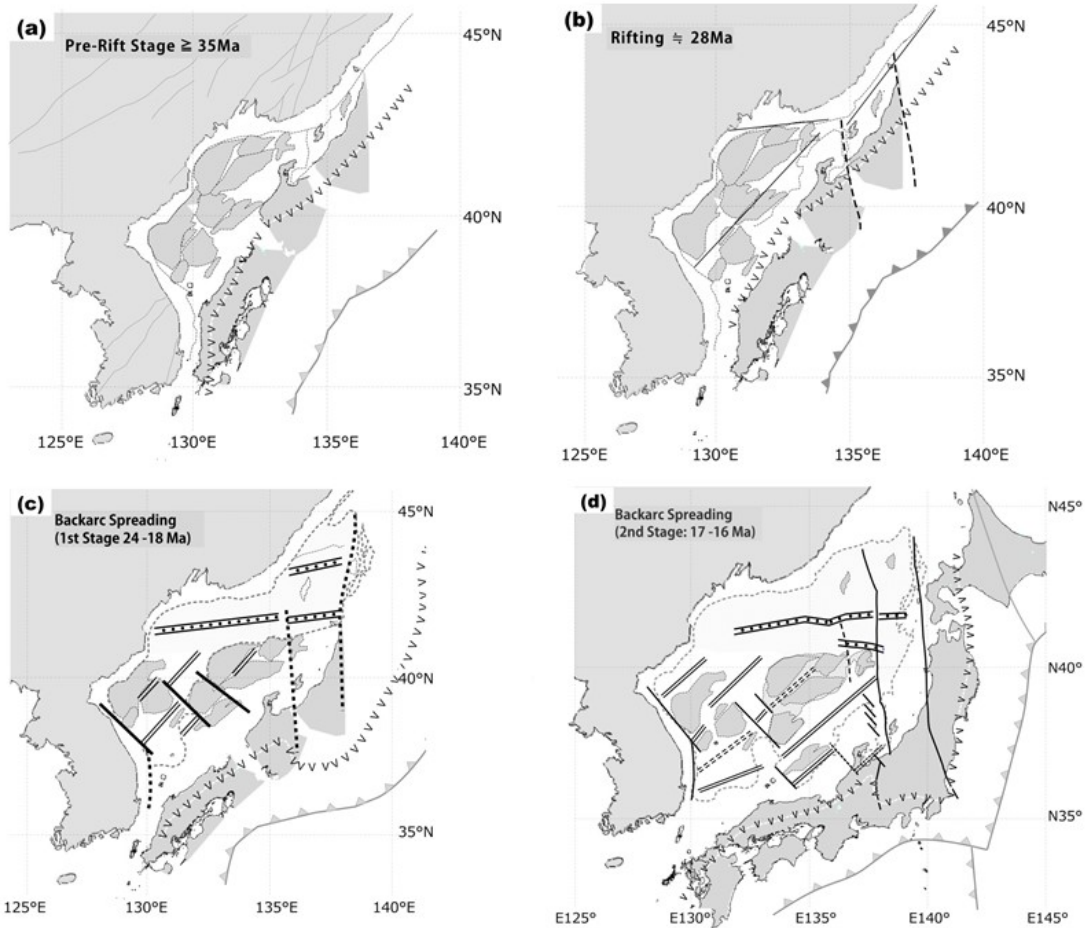 (a)
Pre-Rift Stage ≧ 35Ma
45°N
40°N
35°N
125°E 130°E 135°E 140°E
(b)
Rifting ≒ 28Ma
45°N
40°N
35°N
125°E 130°E 135°E 140°E
(c)
Backarc Spreading
(1st Stage 24 -18 Ma)
45°N
40°N
35°N
125°E 130°E 135°E 140°E
(d)
Backarc Spreading
(2nd Stage: 17 -16 Ma)
N45°
N40°
N35°
E125° E130° E135° E140° E145°